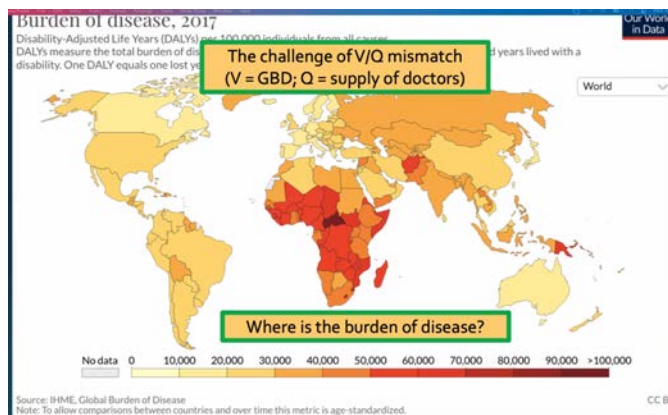 Burden of disease, 2017
Our World
in Data
Disability-Adjusted Life Years (DALYs) per 100,000 individuals from all causes.
DALYs measure the total burden of dis
d years lived with a
disability. One DALY equals one lost ye
The challenge of V/Q mismatch
(V = GBD; Q = supply of doctors)
World
Where is the burden of disease?
No data
0
10,000
20,000
30,000
40,000
50,000
60,000
70,000
80,000
90,000
>100,000
Source: IHME, Global Burden of Disease
CC B
Note: To allow comparisons between countries and over time this metric is age-standardized.